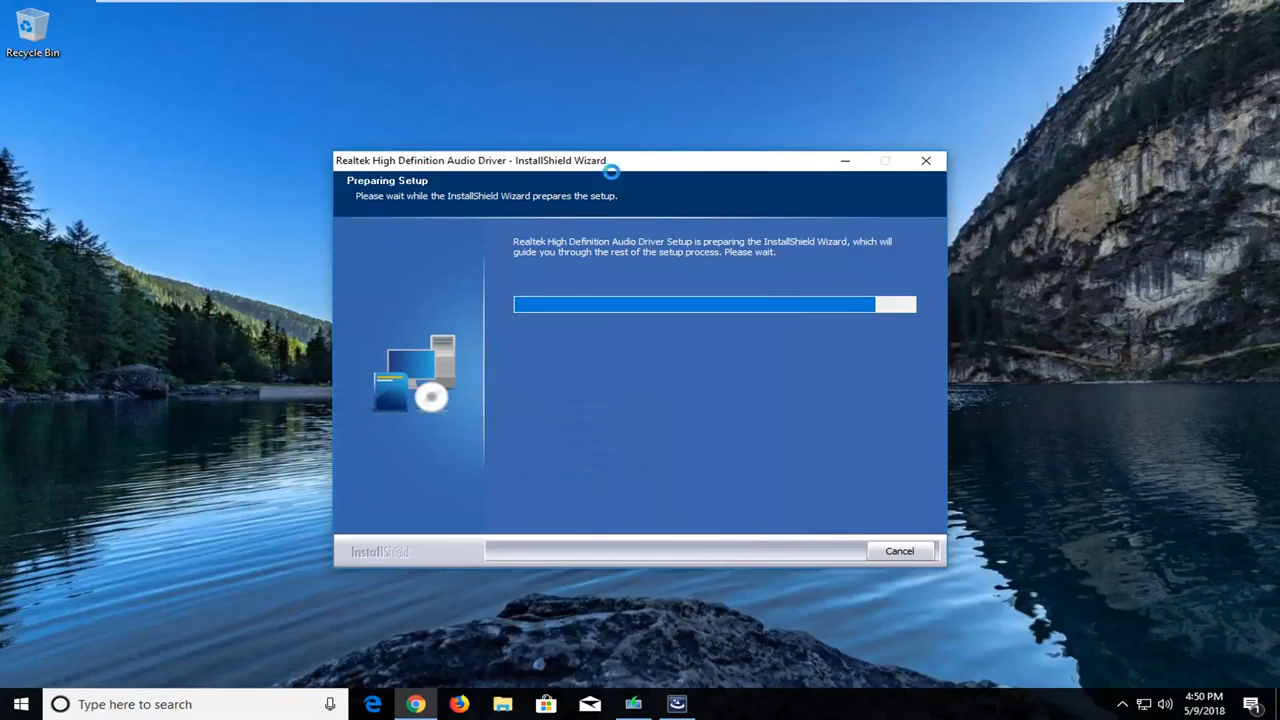 Recycle Bin
Realtek High Definition Audio Driver - InstallShield Wizard
Preparing Setup
Please wait while the InstallShield Wizard prepares the setup.
Realtek High Definition Audio Driver Setup is preparing the InstallShield Wizard, which will
guide you through the rest of the setup process. Please wait.
InstallShield
Cancel
Type here to search
4:50 PM
5/9/2018
1